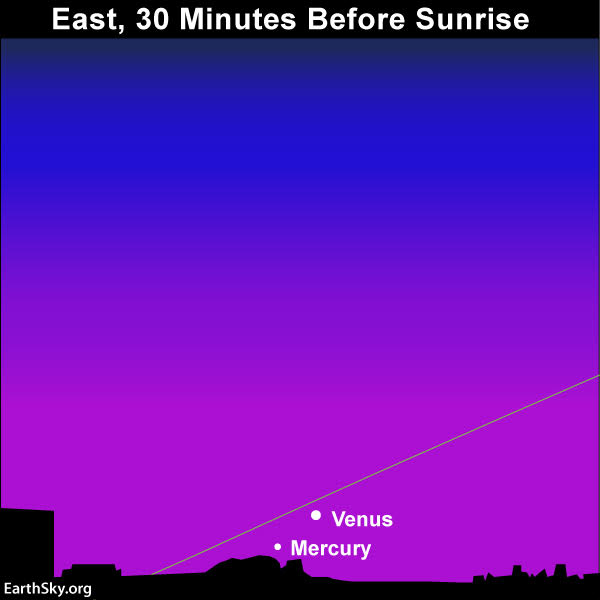 East, 30 Minutes Before Sunrise
Venus
Mercury
EarthSky.org